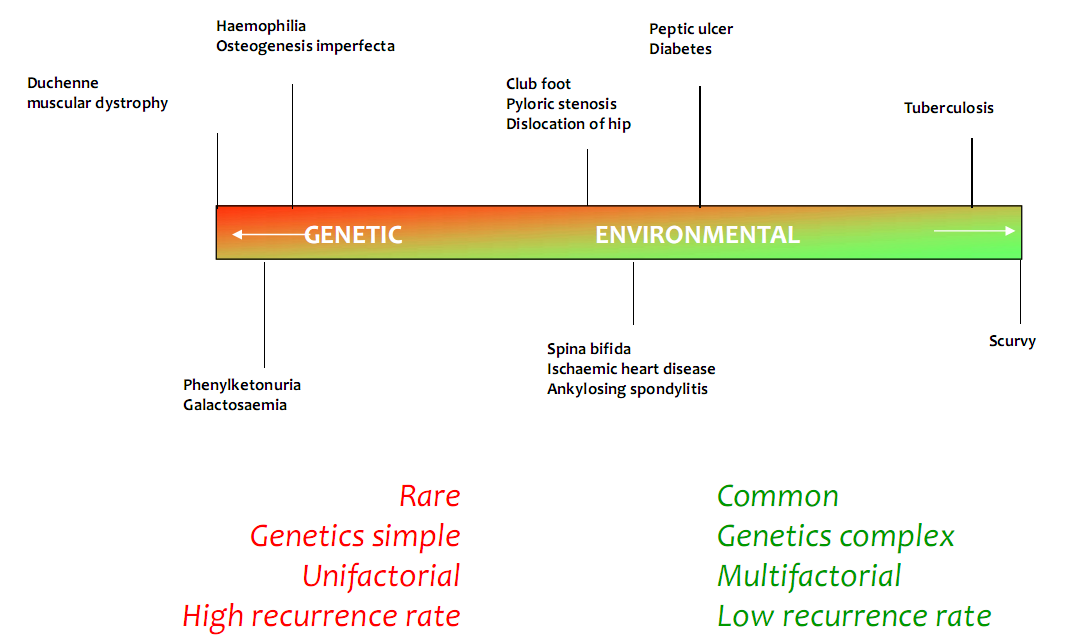 Haemophilia
Osteogenesis imperfecta
Peptic ulcer
Diabetes
Duchenne
muscular dystrophy
Club foot
Pyloric stenosis
Dislocation of hip
Tuberculosis
GENETIC
ENVIRONMENTAL
Scurvy
Spina bifida
Ischaemic heart disease
Ankylosing spondylitis
Phenylketonuria
Galactosaemia
Rare
Genetics simple
Unifactorial
High recurrence rate
Common
Genetics complex
Multifactorial
Low recurrence rate